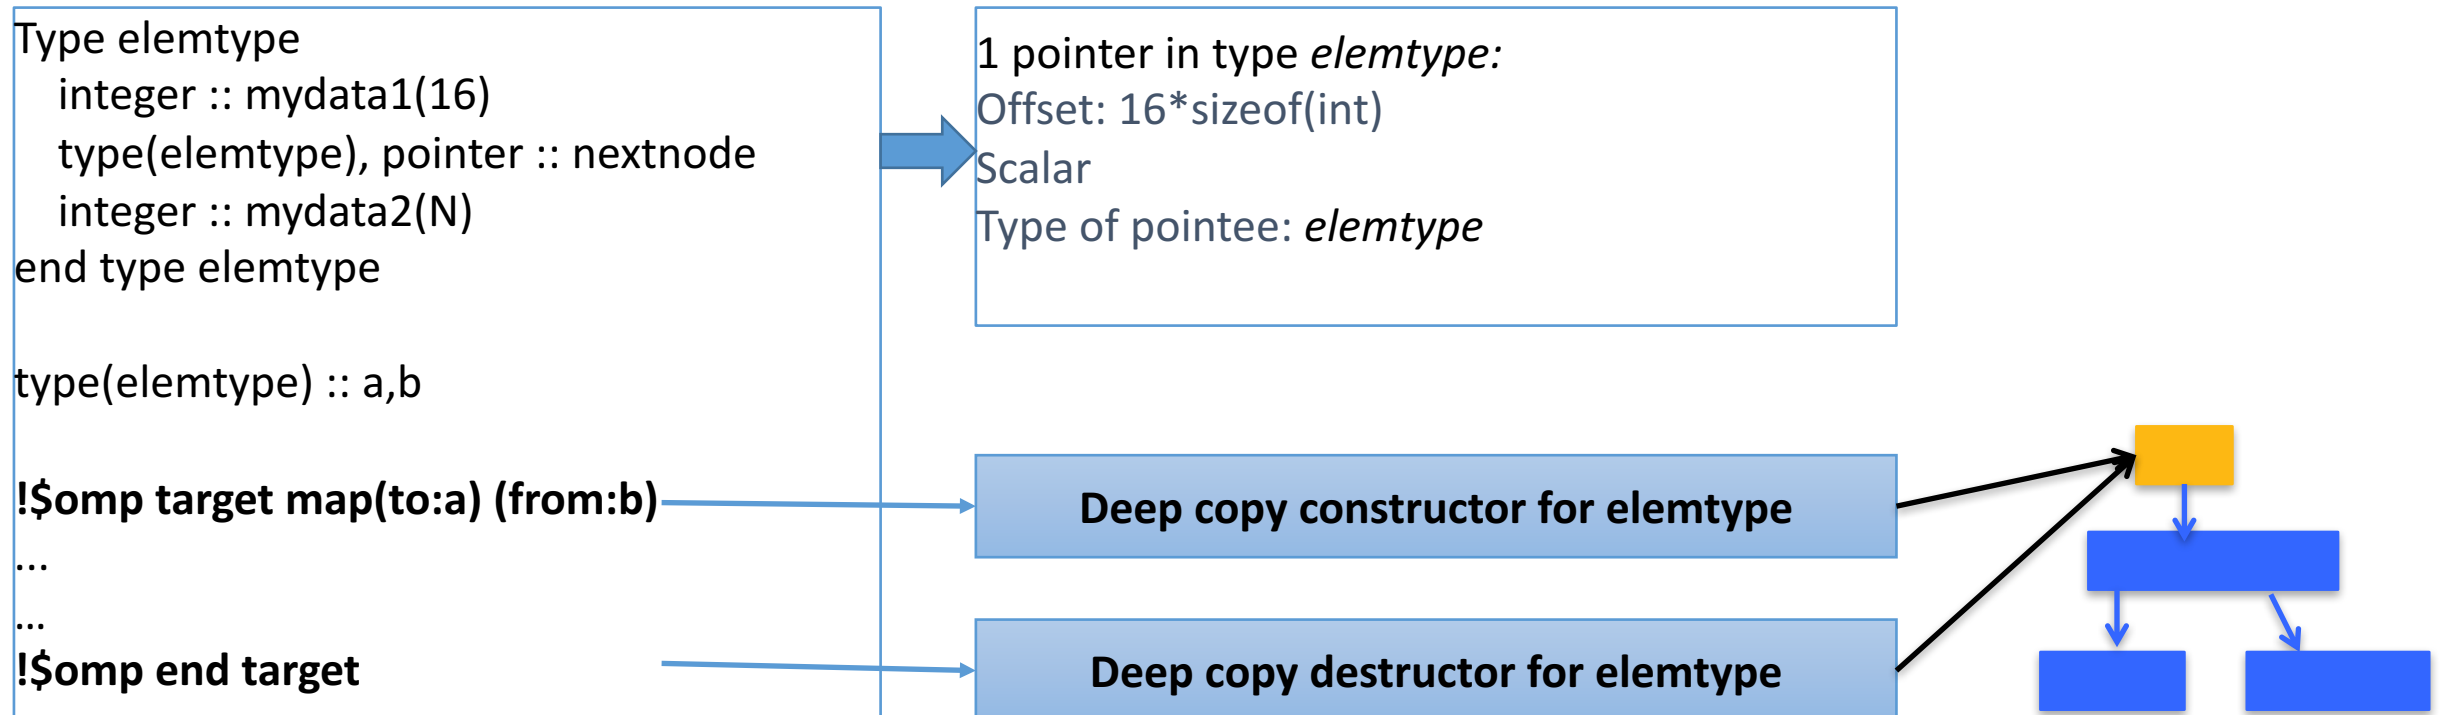 Type elemtype
integer :: mydata1(16)
type(elemtype), pointer :: nextnode
integer :: mydata2(N)
end type elemtype
type(elemtype) :: a,b
!$omp target map(to:a) (from:b)
...
...
!$omp end target
1 pointer in type elemtype:
Offset: 16*sizeof(int)
Scalar
Type of pointee: elemtype
Deep copy constructor for elemtype
Deep copy destructor for elemtype